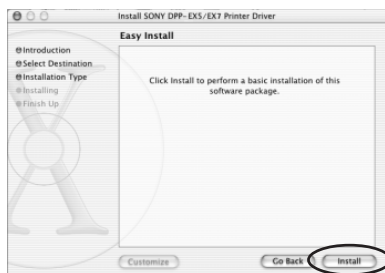 Install SONY DPP-EX5/EX7 Printer Driver
Easy Install
Introduction
Select Destination
Installation Type
Installing
Finish Up
Click Install to perform a basic installation of this
software package.
Customize
Go Back
Install